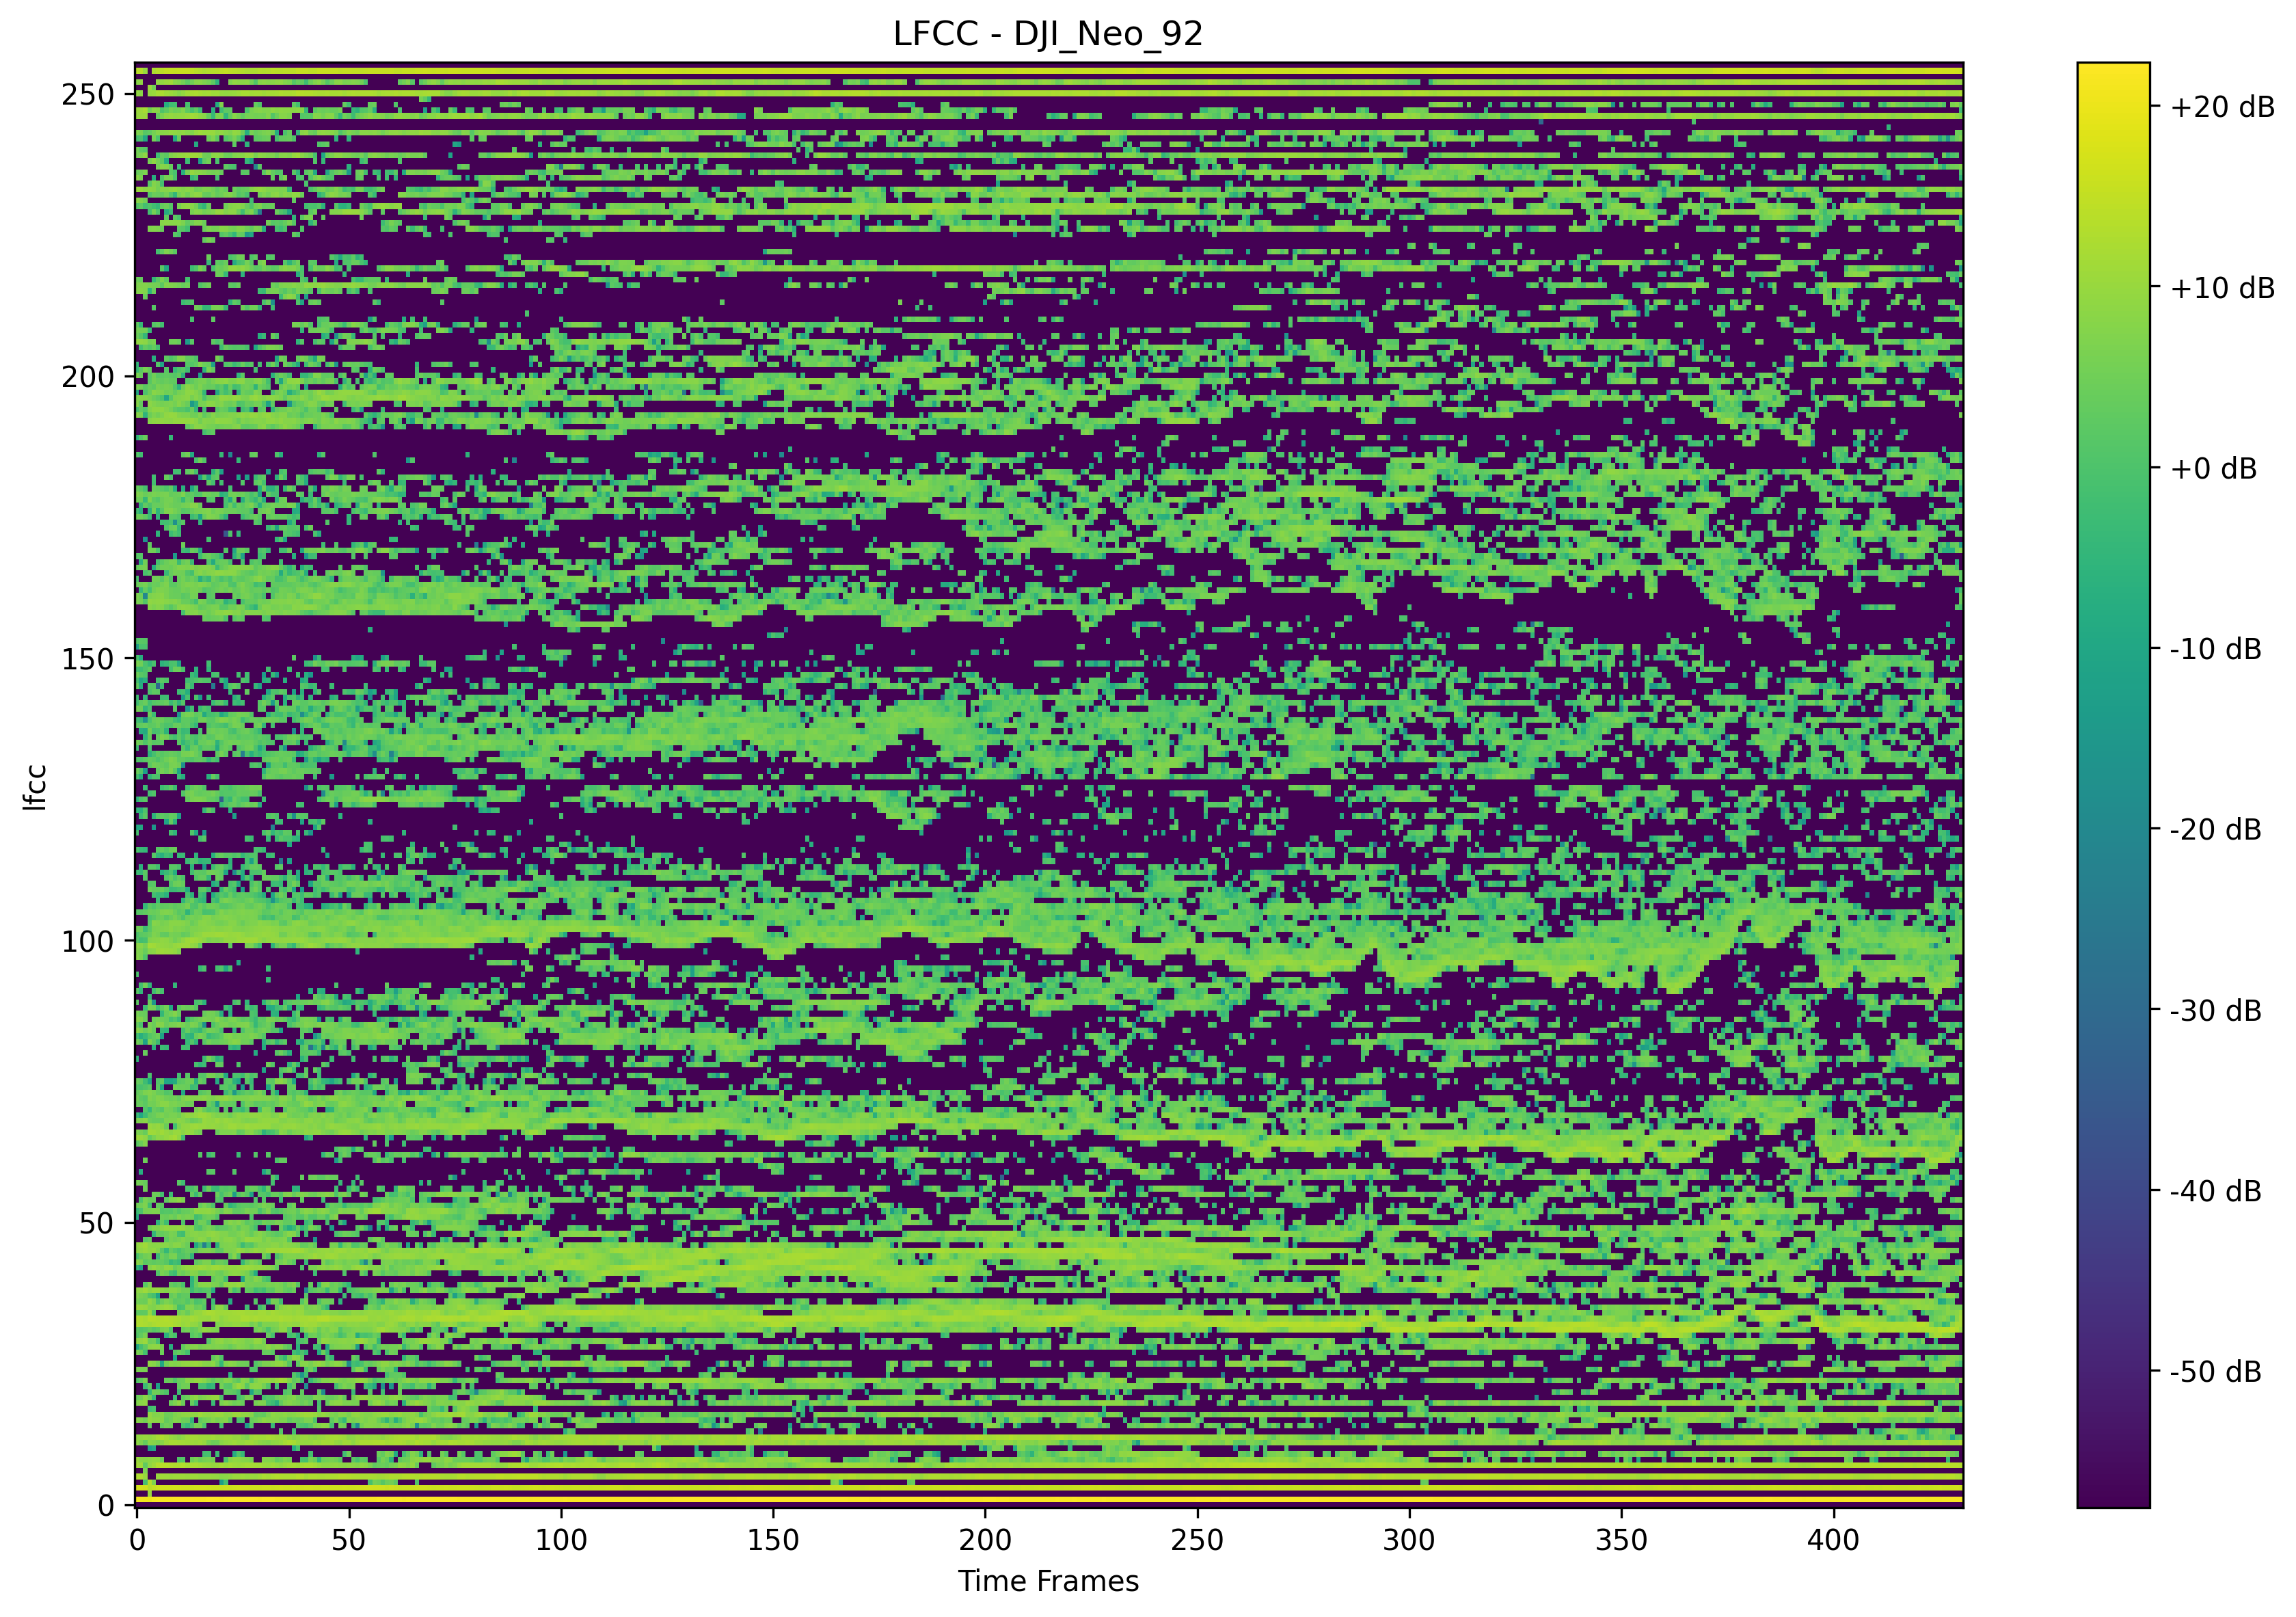 LFCC - DJI_Neo_92
250
200
150
100
50
0
lfcc
0 50 100 150 200 250 300 350 400
Time Frames
+20 dB
+10 dB
+0 dB
-10 dB
-20 dB
-30 dB
-40 dB
-50 dB